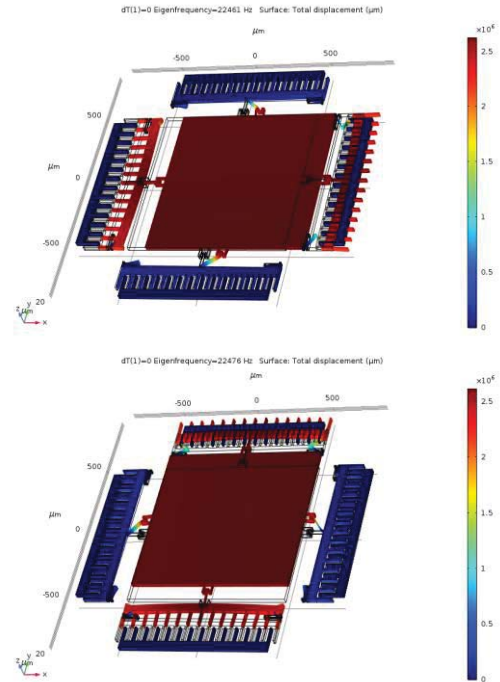 dT(1)=0 Eigenfrequency=22461 Hz Surface: Total displacement (µm)
µm
-500 0 500
×10⁶
2.5
2
1.5
1
0.5
0
500
µm 0
-500
20
z y µm x
dT(1)=0 Eigenfrequency=22476 Hz Surface: Total displacement (µm)
µm
-500 0 500
×10⁶
2.5
2
1.5
1
0.5
0
500
µm 0
-500
20
z y µm x